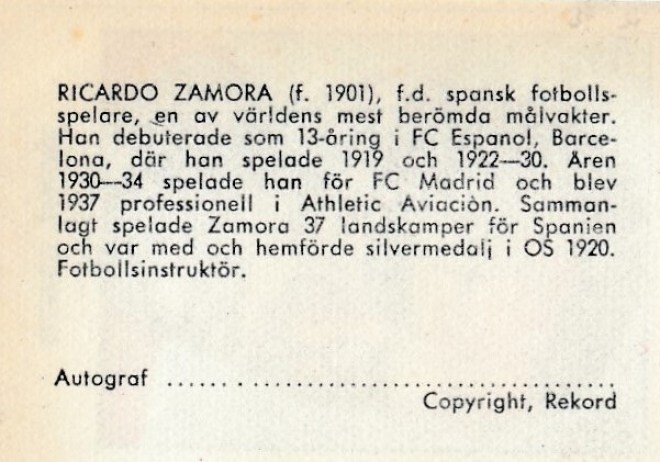 RICARDO ZAMORA (f. 1901), f.d. spansk fotbolls-
spelare, en av världens mest berömda målvakter.
Han debuterade som 13-åring i FC Espanol, Barce-
lona, där han spelade 1919 och 1922—30. Åren
1930—34 spelade han för FC Madrid och blev
1937 professionell i Athletic Aviaciòn. Samman-
lagt spelade Zamora 37 landskamper för Spanien
och var med och hemförde silvermedalj i OS 1920.
Fotbollsinstruktör.
Autograf ............................................
Copyright, Rekord